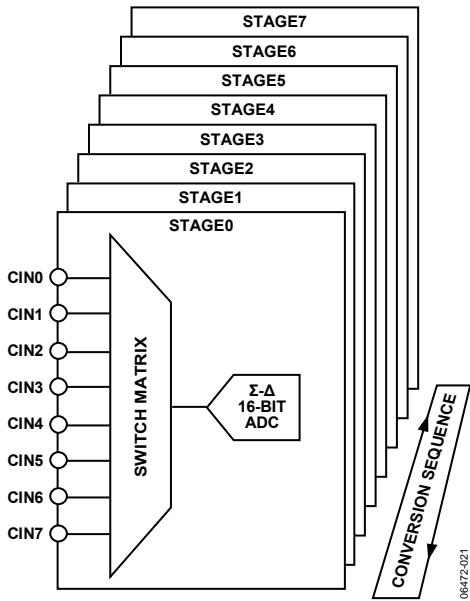 STAGE7
STAGE6
STAGE5
STAGE4
STAGE3
STAGE2
STAGE1
STAGE0
CIN0
CIN1
CIN2
CIN3
CIN4
CIN5
CIN6
CIN7
SWITCH MATRIX
Σ-Δ
16-BIT
ADC
CONVERSION SEQUENCE
06472-021